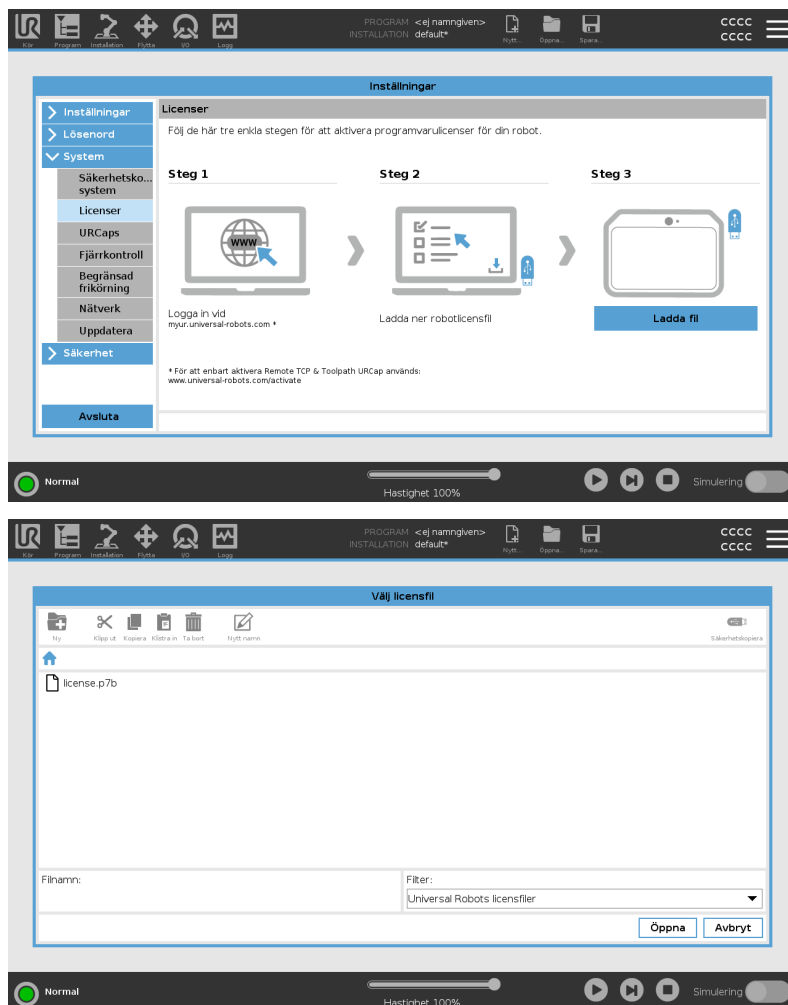 PROGRAM <ej namngiven>
INSTALLATION default*
CCCC
CCCC
Kör Program Installation Flytta I/O Logg
Nytt... Öppna... Spara...
Inställningar
Inställningar
Lösenord
System
Säkerhetsko...
system
Licenser
URCaps
Fjärrkontroll
Begränsad
frikörning
Nätverk
Uppdatera
Säkerhet
Avsluta
Licenser
Följ de här tre enkla stegen för att aktivera programvarulicenser för din robot.
Steg 1
www
Logga in vid
myur.universal-robots.com *
Steg 2
Ladda ner robotlicensfil
Steg 3
Ladda fil
* För att enbart aktivera Remote TCP & Toolpath URCap används:
www.universal-robots.com/activate
Normal
Hastighet 100%
Simulering
PROGRAM <ej namngiven>
INSTALLATION default*
CCCC
CCCC
Kör Program Installation Flytta I/O Logg
Nytt... Öppna... Spara...
Välj licensfil
Ny Klipp ut Kopiera Klistra in Ta bort Nytt namn Säkerhetskopiera
license.p7b
Filnamn:
Filter:
Universal Robots licensfiler
Öppna Avbryt
Normal
Hastighet 100%
Simulering